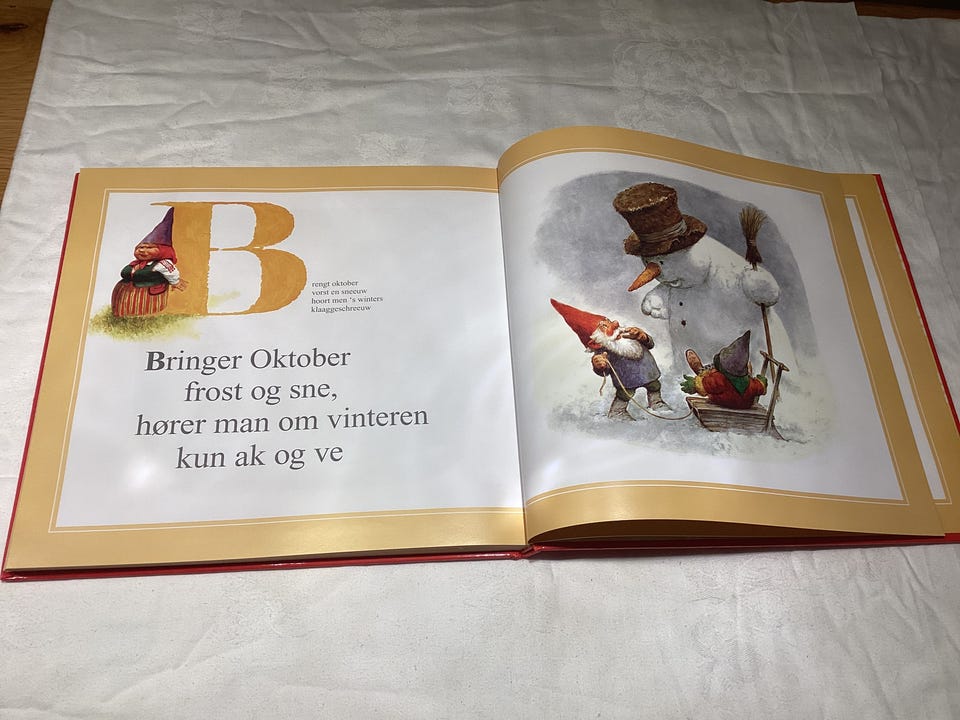 B
rengt oktober
vorst en sneeuw
hoort men 's winters
klaaggeschreeuw
Bringer Oktober
frost og sne,
hører man om vinteren
kun ak og ve